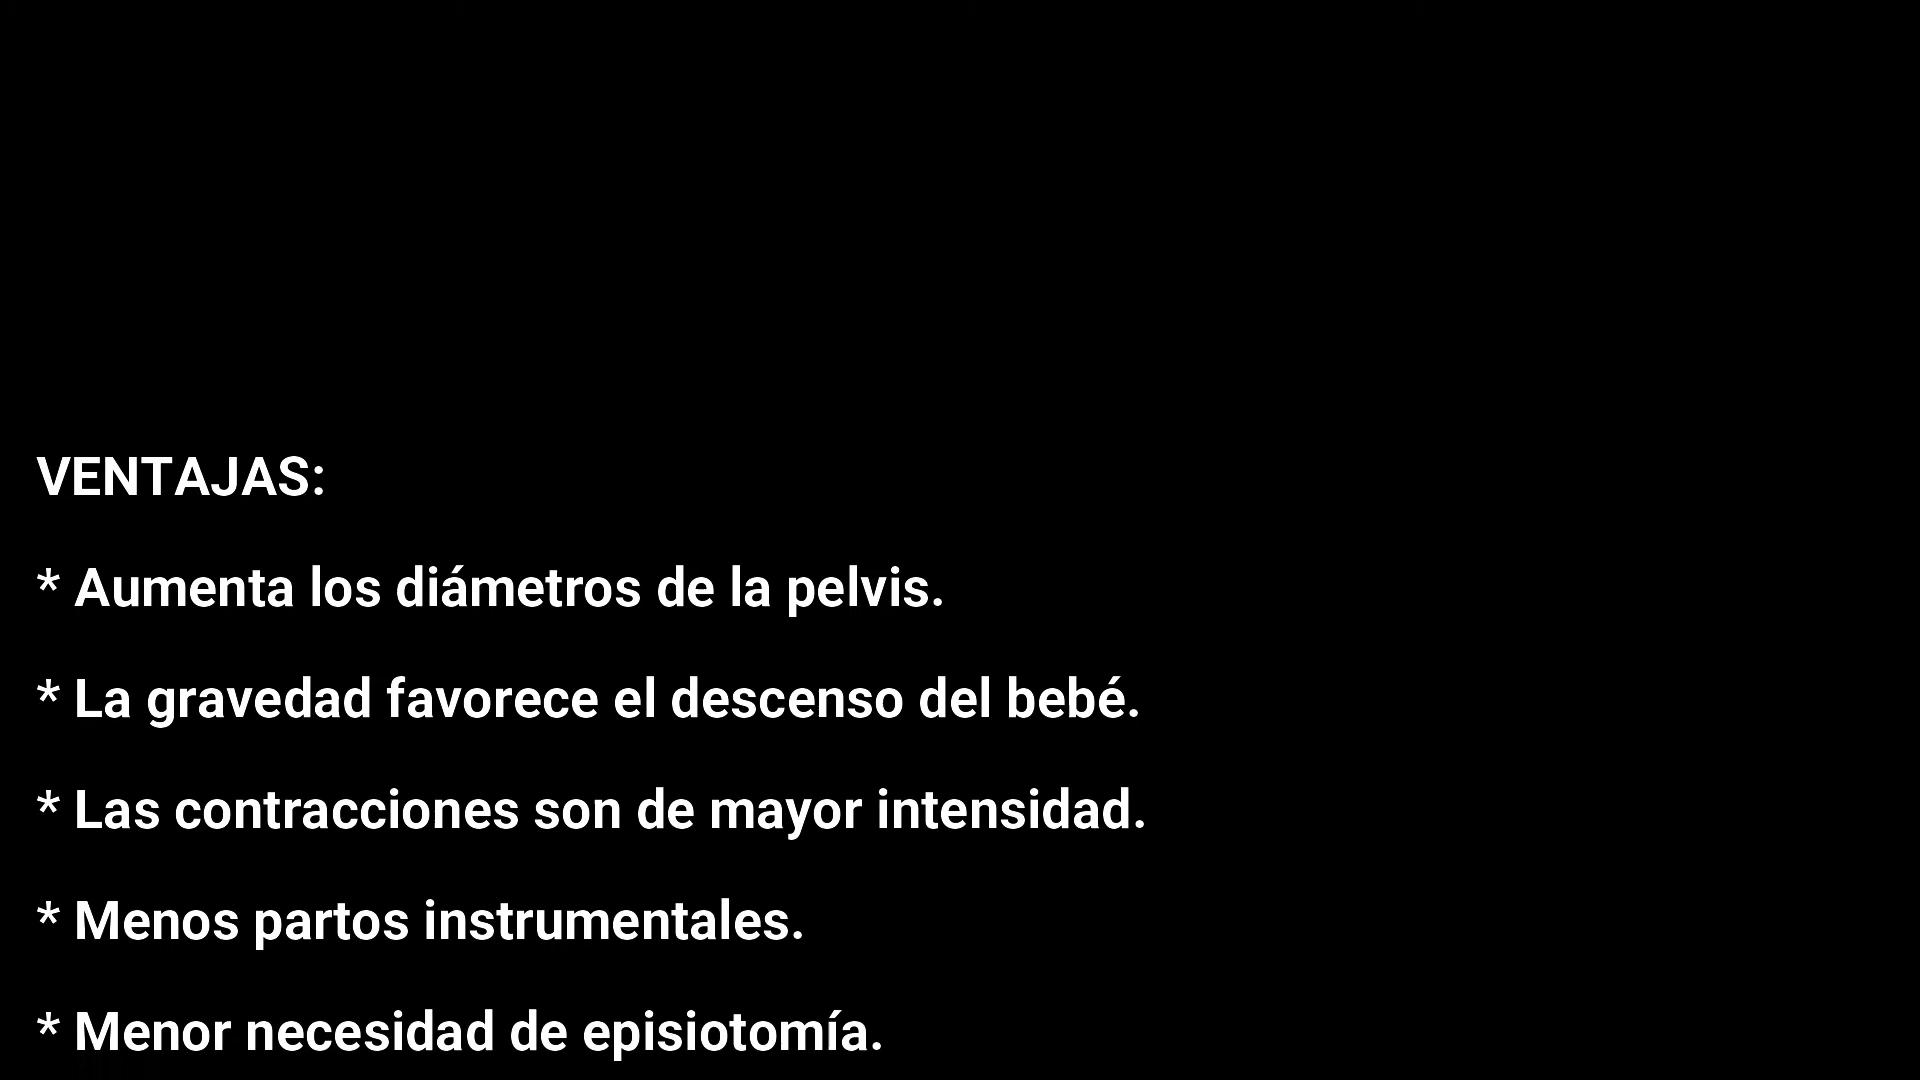 VENTAJAS:
* Aumenta los diámetros de la pelvis.
* La gravedad favorece el descenso del bebé.
* Las contracciones son de mayor intensidad.
* Menos partos instrumentales.
* Menor necesidad de episiotomía.